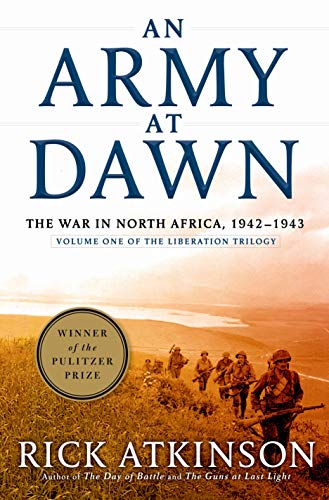 AN
ARMY
AT
DAWN
THE WAR IN NORTH AFRICA, 1942–1943
VOLUME ONE OF THE LIBERATION TRILOGY
WINNER
of the
PULITZER
PRIZE
RICK ATKINSON
Author of The Day of Battle and The Guns at Last Light